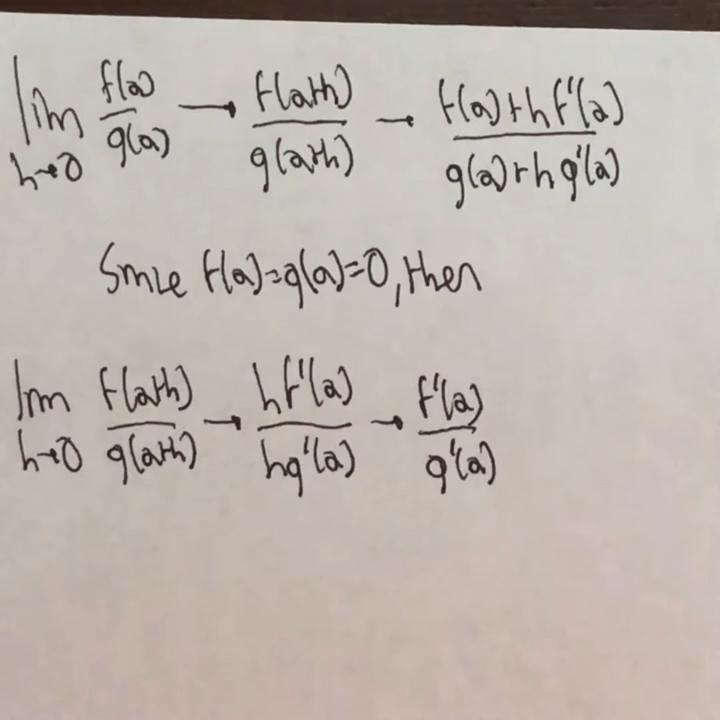 lim h→0 f(a)/g(a) → f(a+h)/g(a+h) → f(a)+hf'(a)/g(a)+hg'(a)
Since f(a)=g(a)=0, then
lim h→0 f(a+h)/g(a+h) → hf'(a)/hg'(a) → f'(a)/g'(a)